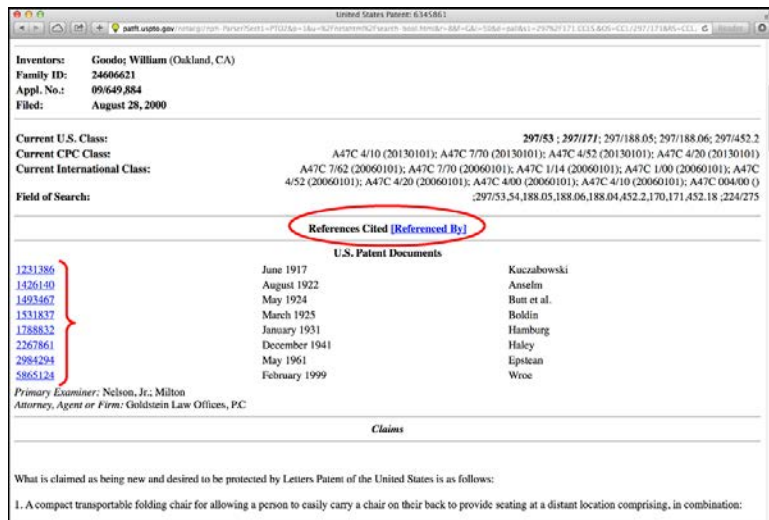 United States Patent: 6345861
patft.uspto.gov
Reader
Inventors: Goodo; William (Oakland, CA)
Family ID: 24606621
Appl. No.: 09/649,884
Filed: August 28, 2000
Current U.S. Class: 297/53 ; 297/171; 297/188.05; 297/188.06; 297/452.2
Current CPC Class: A47C 4/10 (20130101); A47C 7/70 (20130101); A47C 4/52 (20130101); A47C 4/20 (20130101)
Current International Class: A47C 7/62 (20060101); A47C 7/70 (20060101); A47C 1/14 (20060101); A47C 1/00 (20060101); A47C
4/52 (20060101); A47C 4/20 (20060101); A47C 4/00 (20060101); A47C 4/10 (20060101); A47C 004/00 ()
Field of Search: ;297/53,54,188.05,188.06,188.04,452.2,170,171,452.18 ;224/275
References Cited [Referenced By]
U.S. Patent Documents
1231386 June 1917 Kuczabowski
1426140 August 1922 Anselm
1493467 May 1924 Butt et al.
1531837 March 1925 Boldin
1788832 January 1931 Hamburg
2267861 December 1941 Haley
2984294 May 1961 Epstean
5865124 February 1999 Wroe
Primary Examiner: Nelson, Jr.; Milton
Attorney, Agent or Firm: Goldstein Law Offices, P.C
Claims
What is claimed as being new and desired to be protected by Letters Patent of the United States is as follows:
1. A compact transportable folding chair for allowing a person to easily carry a chair on their back to provide seating at a distant location comprising, in combination: